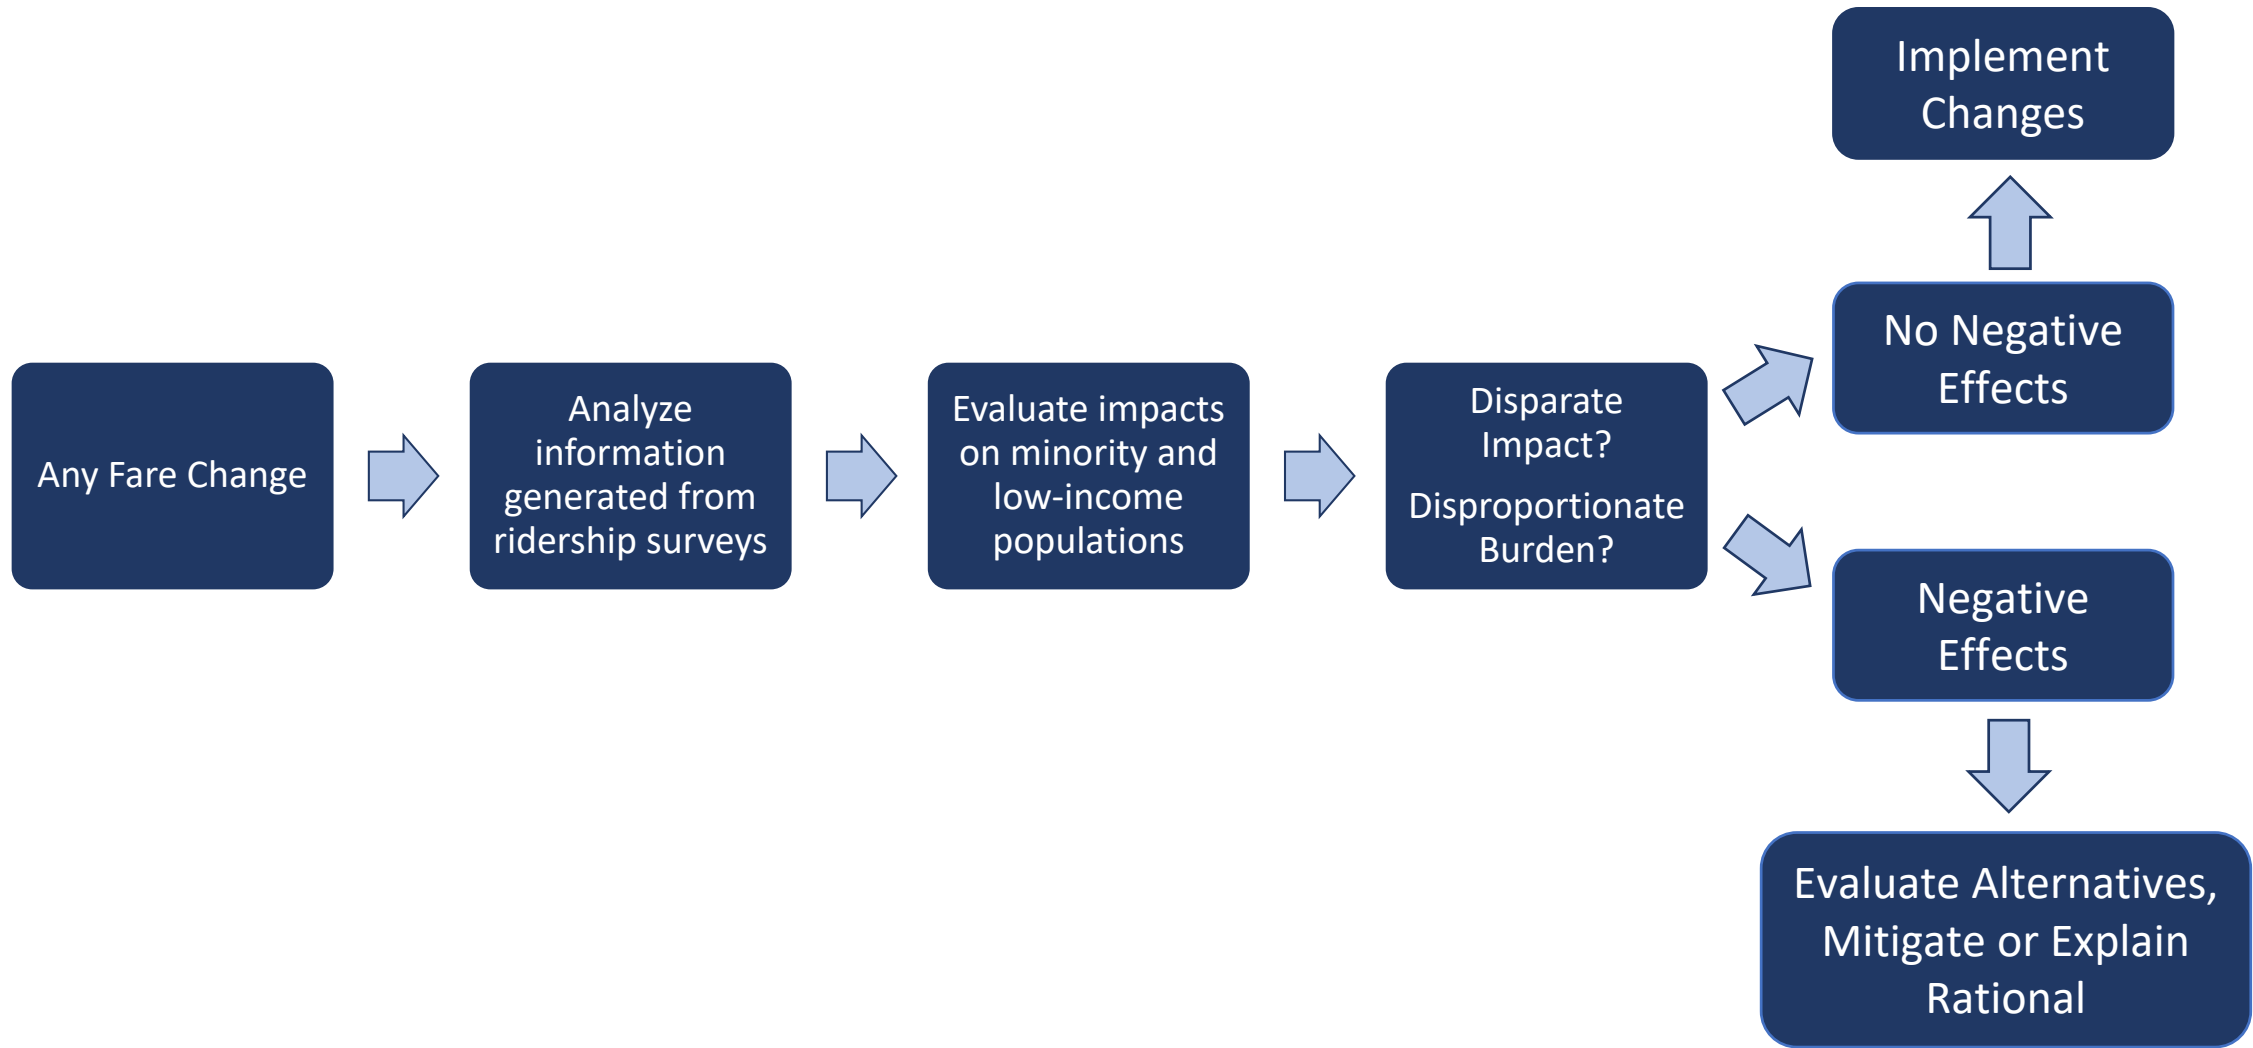 Any Fare Change
Analyze
information
generated from
ridership surveys
Evaluate impacts
on minority and
low-income
populations
Disparate
Impact?
Disproportionate
Burden?
No Negative
Effects
Implement
Changes
Negative
Effects
Evaluate Alternatives,
Mitigate or Explain
Rational